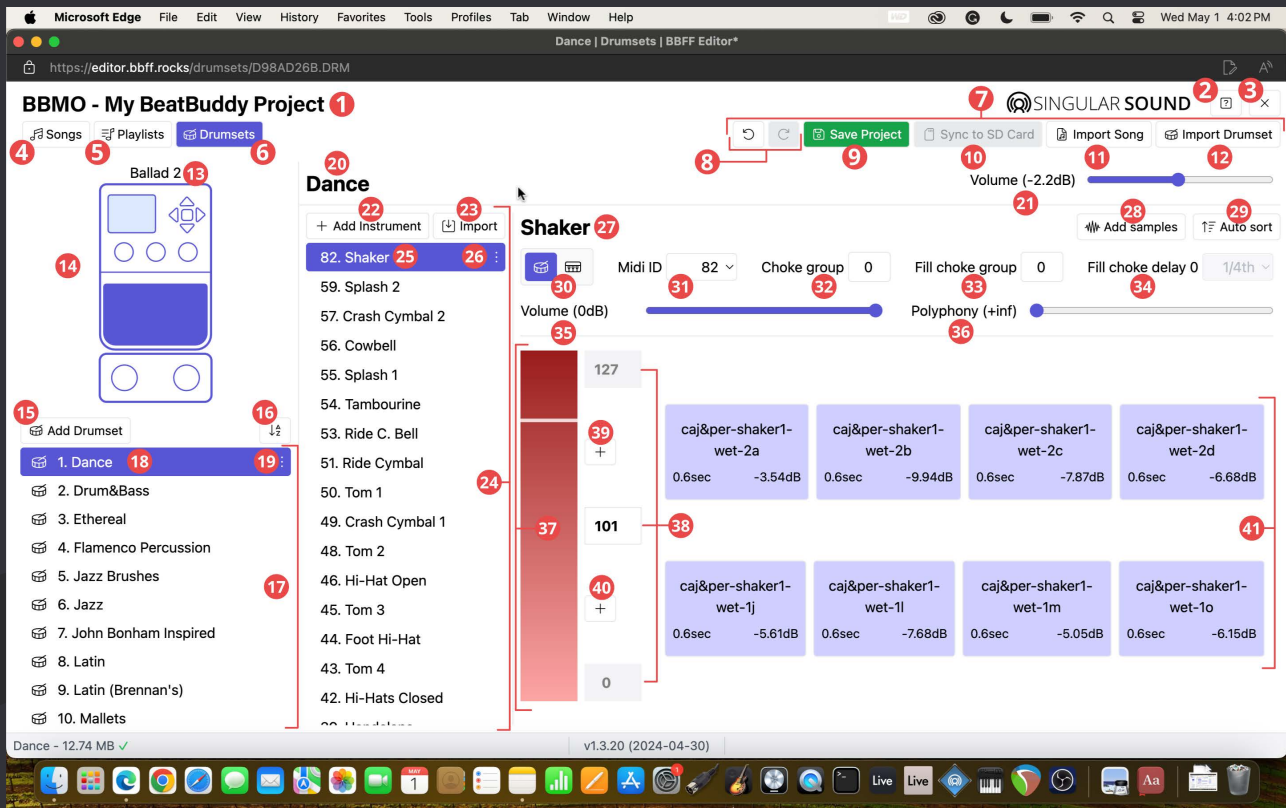 Microsoft Edge File Edit View History Favorites Tools Profiles Tab Window Help Wed May 1 4:02 PM
Dance | Drumsets | BBFF Editor*
https://editor.bbff.rocks/drumsets/D98AD26B.DRM
BBMO - My BeatBuddy Project 1
7 SINGULAR SOUND 2 3
Songs Playlists Drumsets
4 5 6
Save Project Sync to SD Card Import Song Import Drumset
8 9 10 11 12
Ballad 2 13
14
20
Dance
Volume (-2.2dB)
21
22 23
+ Add Instrument Import
Shaker 27
28 29
Add samples Auto sort
82. Shaker 25 26
59. Splash 2
57. Crash Cymbal 2
56. Cowbell
55. Splash 1
54. Tambourine
53. Ride C. Bell
51. Ride Cymbal
50. Tom 1
49. Crash Cymbal 1
48. Tom 2
46. Hi-Hat Open
45. Tom 3
44. Foot Hi-Hat
43. Tom 4
42. Hi-Hats Closed
24
Midi ID 82 Choke group 0 Fill choke group 0 Fill choke delay 0 1/4th
30 31 32 33 34
Volume (0dB) Polyphony (+inf)
35 36
127
39
+
101
37 38
40
+
0
caj&per-shaker1-
wet-2a
0.6sec -3.54dB
caj&per-shaker1-
wet-2b
0.6sec -9.94dB
caj&per-shaker1-
wet-2c
0.6sec -7.87dB
caj&per-shaker1-
wet-2d
0.6sec -6.68dB
41
caj&per-shaker1-
wet-1j
0.6sec -5.61dB
caj&per-shaker1-
wet-1l
0.6sec -7.68dB
caj&per-shaker1-
wet-1m
0.6sec -5.05dB
caj&per-shaker1-
wet-1o
0.6sec -6.15dB
15 16
Add Drumset
1. Dance 18 19
2. Drum&Bass
3. Ethereal
4. Flamenco Percussion
5. Jazz Brushes
6. Jazz
7. John Bonham Inspired
8. Latin
9. Latin (Brennan's)
10. Mallets
17
Dance - 12.74 MB ✓
v1.3.20 (2024-04-30)
MAY
1
Live Live
Aa